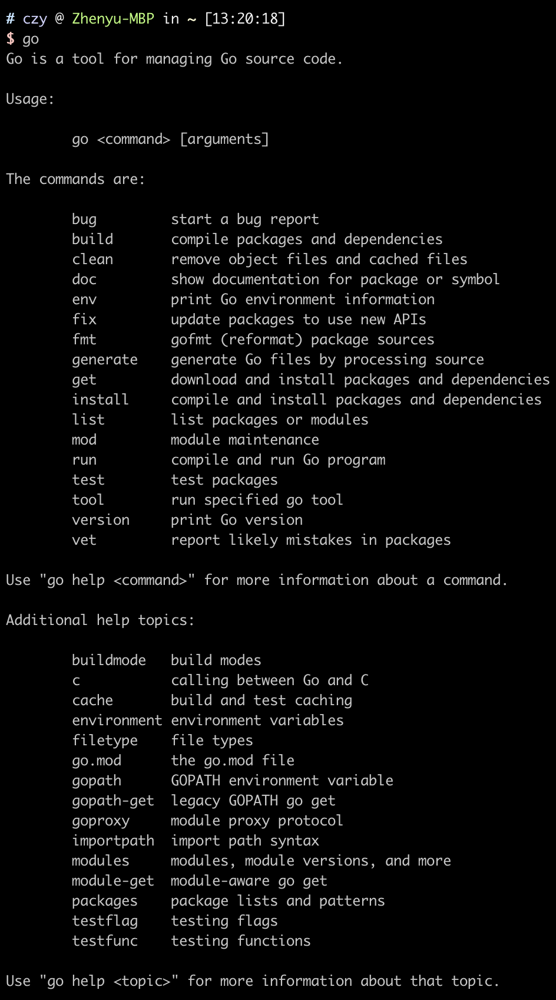 # czy @ Zhenyu-MBP in ~ [13:20:18]
$ go
Go is a tool for managing Go source code.

Usage:

        go <command> [arguments]

The commands are:

        bug         start a bug report
        build       compile packages and dependencies
        clean       remove object files and cached files
        doc         show documentation for package or symbol
        env         print Go environment information
        fix         update packages to use new APIs
        fmt         gofmt (reformat) package sources
        generate    generate Go files by processing source
        get         download and install packages and dependencies
        install     compile and install packages and dependencies
        list        list packages or modules
        mod         module maintenance
        run         compile and run Go program
        test        test packages
        tool        run specified go tool
        version     print Go version
        vet         report likely mistakes in packages

Use "go help <command>" for more information about a command.

Additional help topics:

        buildmode   build modes
        c           calling between Go and C
        cache       build and test caching
        environment environment variables
        filetype    file types
        go.mod      the go.mod file
        gopath      GOPATH environment variable
        gopath-get  legacy GOPATH go get
        goproxy     module proxy protocol
        importpath  import path syntax
        modules     modules, module versions, and more
        module-get  module-aware go get
        packages    package lists and patterns
        testflag    testing flags
        testfunc    testing functions

Use "go help <topic>" for more information about that topic.